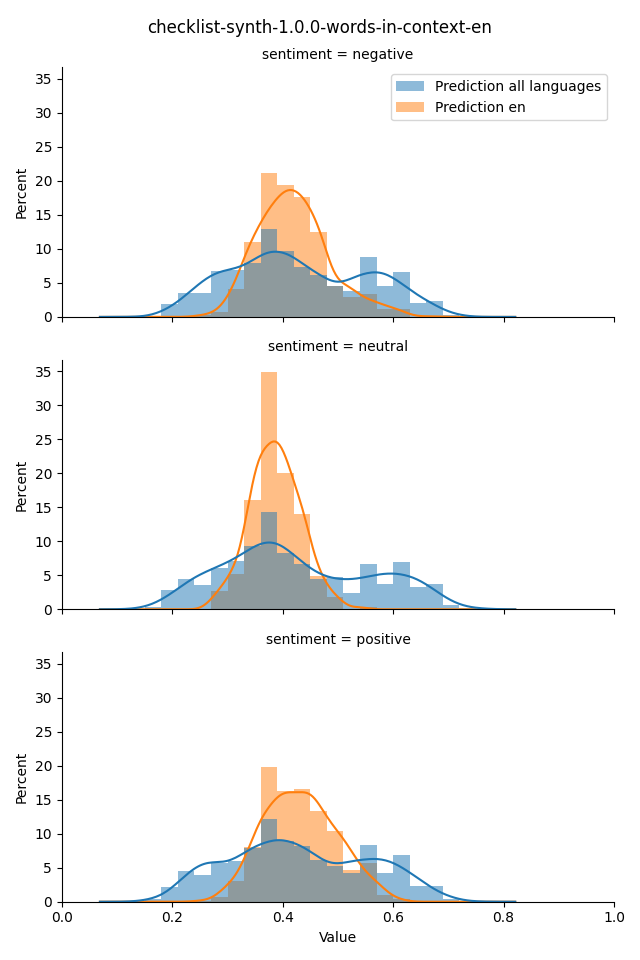 checklist-synth-1.0.0-words-in-context-en
sentiment = negative
Prediction all languages
Prediction en
Percent
35
30
25
20
15
10
5
0
sentiment = neutral
Percent
35
30
25
20
15
10
5
0
sentiment = positive
Percent
35
30
25
20
15
10
5
0
0.0 0.2 0.4 0.6 0.8 1.0
Value